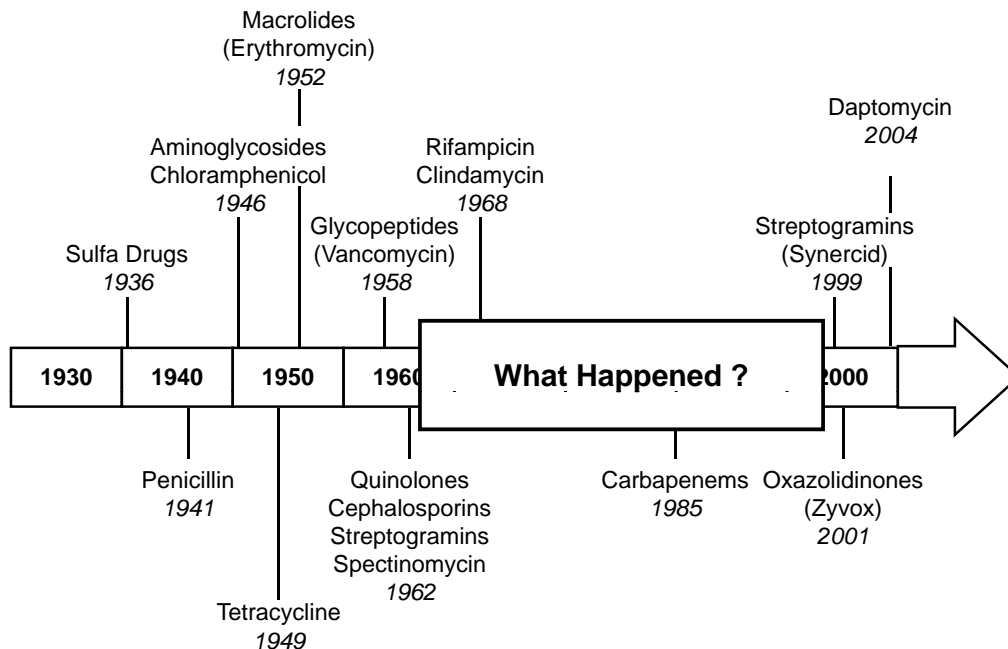 Macrolides
(Erythromycin)
1952
Daptomycin
2004
Aminoglycosides
Chloramphenicol
1946
Rifampicin
Clindamycin
1968
Glycopeptides
(Vancomycin)
1958
Streptogramins
(Synercid)
1999
Sulfa Drugs
1936
1930
1940
1950
1960
What Happened ?
2000
Penicillin
1941
Quinolones
Cephalosporins
Streptogramins
Spectinomycin
1962
Carbapenems
1985
Oxazolidinones
(Zyvox)
2001
Tetracycline
1949